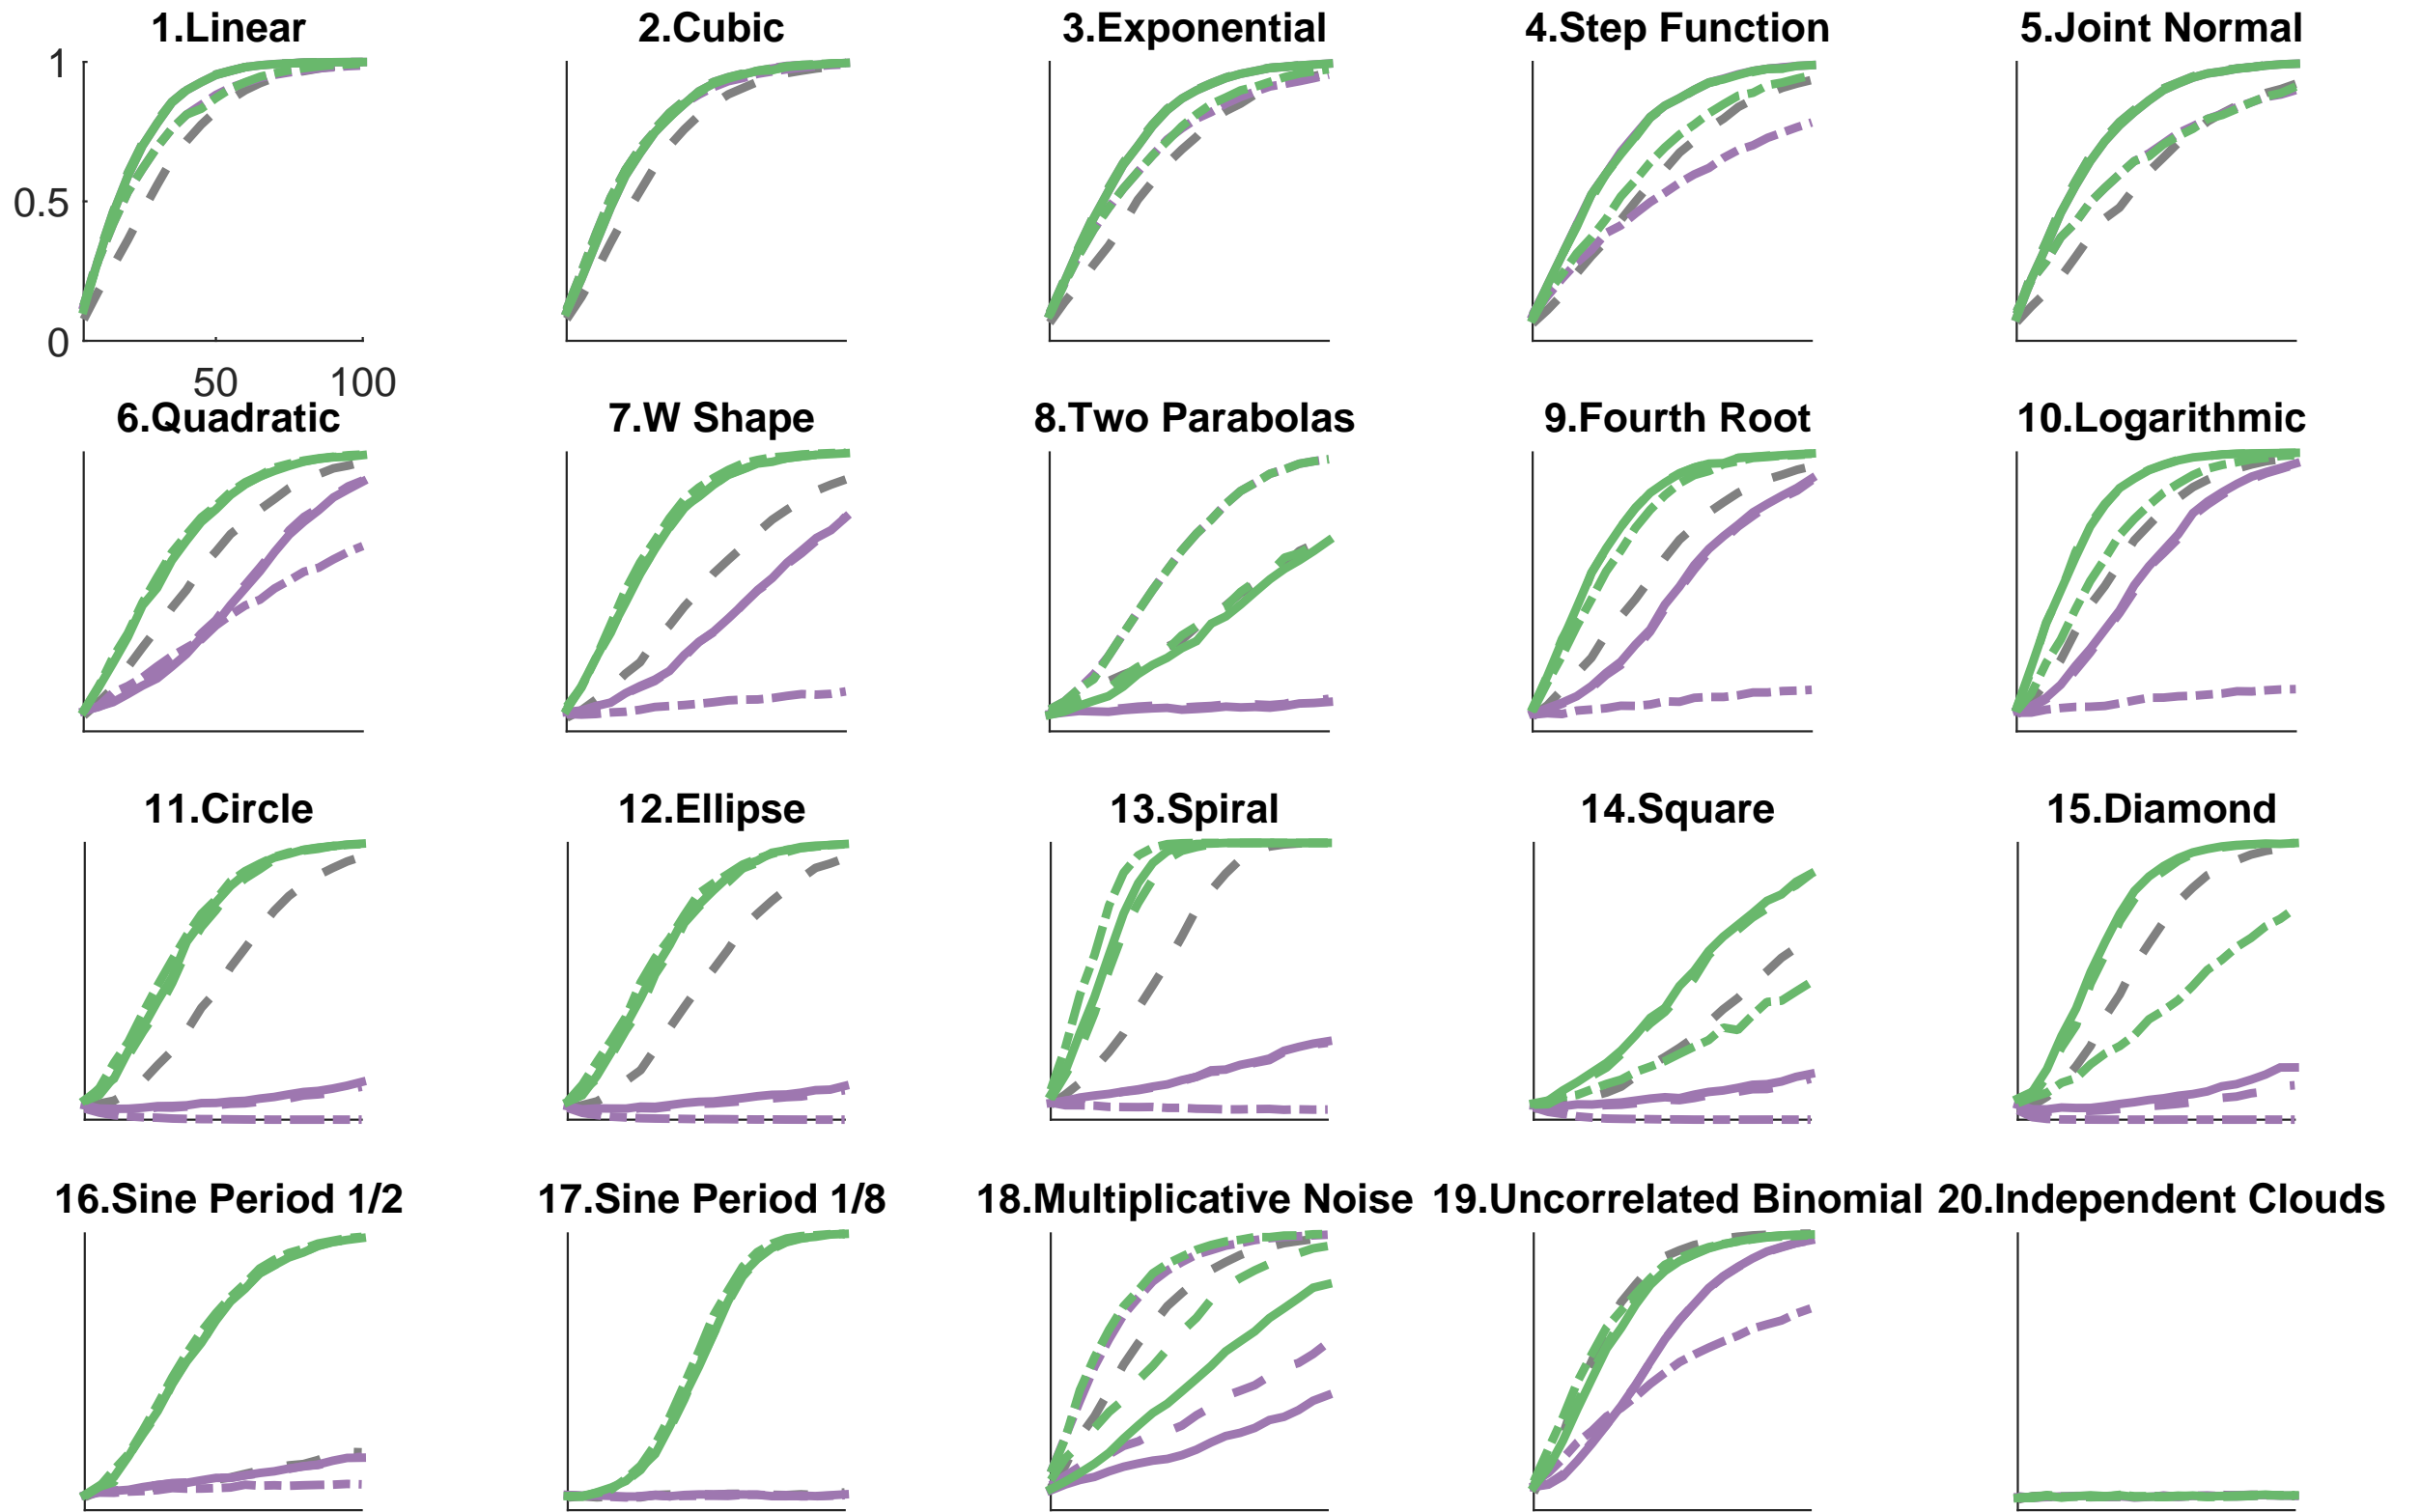 1.Linear
2.Cubic
3.Exponential
4.Step Function
5.Joint Normal
1
0.5
0
50
100
6.Quadratic
7.W Shape
8.Two Parabolas
9.Fourth Root
10.Logarithmic
11.Circle
12.Ellipse
13.Spiral
14.Square
15.Diamond
16.Sine Period 1/2
17.Sine Period 1/8
18.Multiplicative Noise
19.Uncorrelated Binomial
20.Independent Clouds